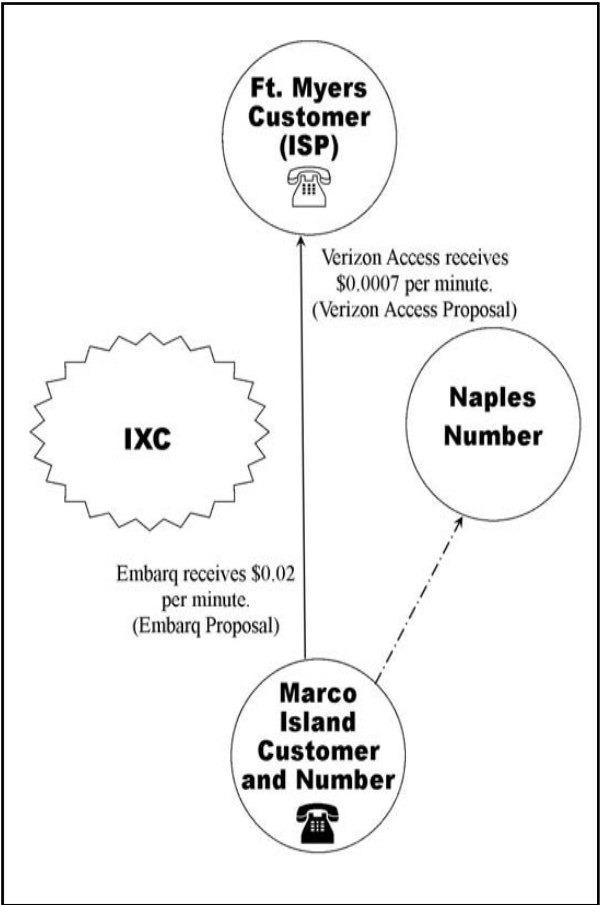 Ft. Myers
Customer
(ISP)
Verizon Access receives
$0.0007 per minute.
(Verizon Access Proposal)
IXC
Naples
Number
Embarq receives $0.02
per minute.
(Embarq Proposal)
Marco
Island
Customer
and Number